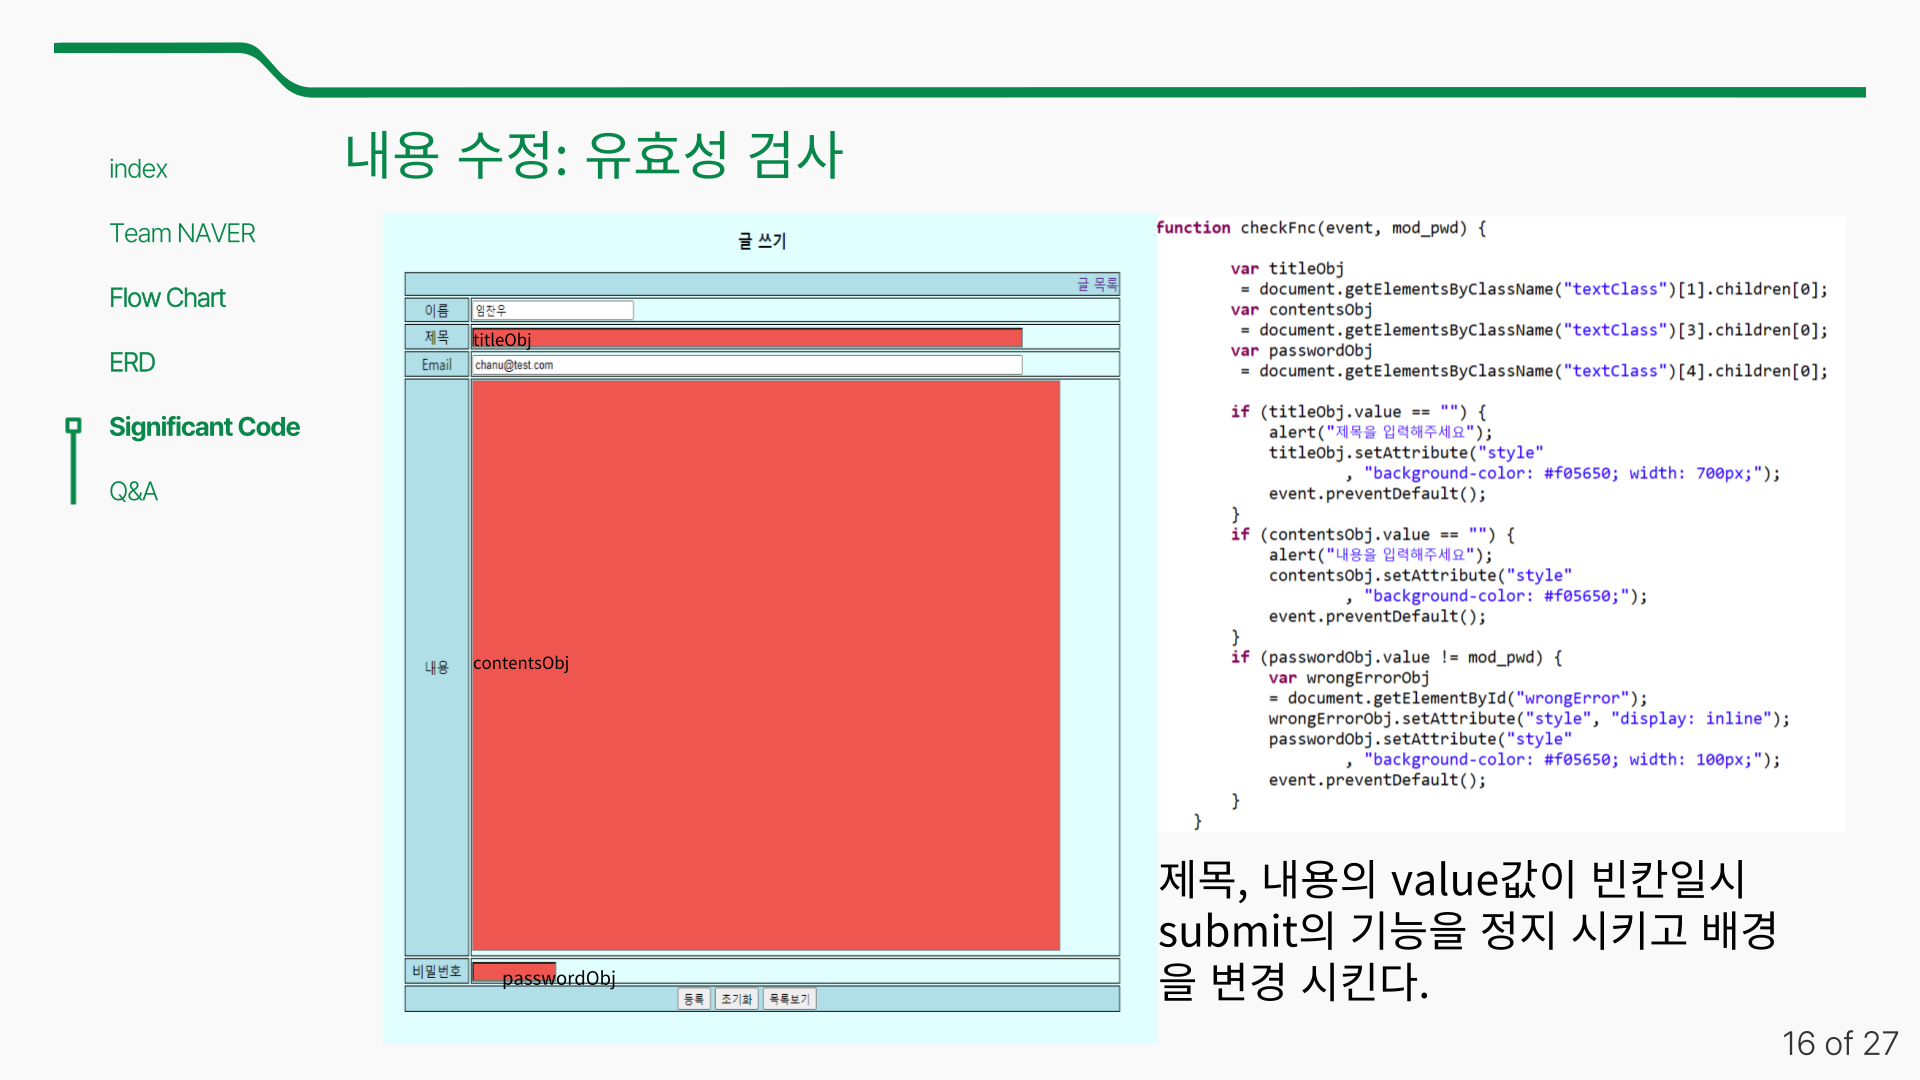 내용 수정: 유효성 검사
index
Team NAVER
Flow Chart
ERD
Significant Code
Q&A
글 쓰기
글 목록
이름 임찬우
제목 titleObj
Email chanu@test.com
내용 contentsObj
비밀번호 passwordObj
등록 초기화 목록보기
function checkFnc(event, mod_pwd) {
var titleObj
= document.getElementsByClassName("textClass")[1].children[0];
var contentsObj
= document.getElementsByClassName("textClass")[3].children[0];
var passwordObj
= document.getElementsByClassName("textClass")[4].children[0];
if (titleObj.value == "") {
alert("제목을 입력해주세요");
titleObj.setAttribute("style"
, "background-color: #f05650; width: 700px;");
event.preventDefault();
}
if (contentsObj.value == "") {
alert("내용을 입력해주세요");
contentsObj.setAttribute("style"
, "background-color: #f05650;");
event.preventDefault();
}
if (passwordObj.value != mod_pwd) {
var wrongErrorObj
= document.getElementById("wrongError");
wrongErrorObj.setAttribute("style", "display: inline");
passwordObj.setAttribute("style"
, "background-color: #f05650; width: 100px;");
event.preventDefault();
}
}
제목, 내용의 value값이 빈칸일시
submit의 기능을 정지 시키고 배경
을 변경 시킨다.
16 of 27